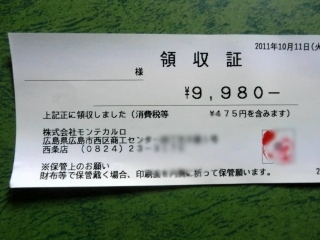 領収証
2011年10月11日(火
様
¥9,980-
上記正に領収しました（消費税等　¥475円を含みます）
株式会社モンテカルロ
広島県広島市西区商工センター
西条店 (0824)23-
※保管上のお願い
財布等で保管戴く場合、印刷面を内側に折って保管願います。
2